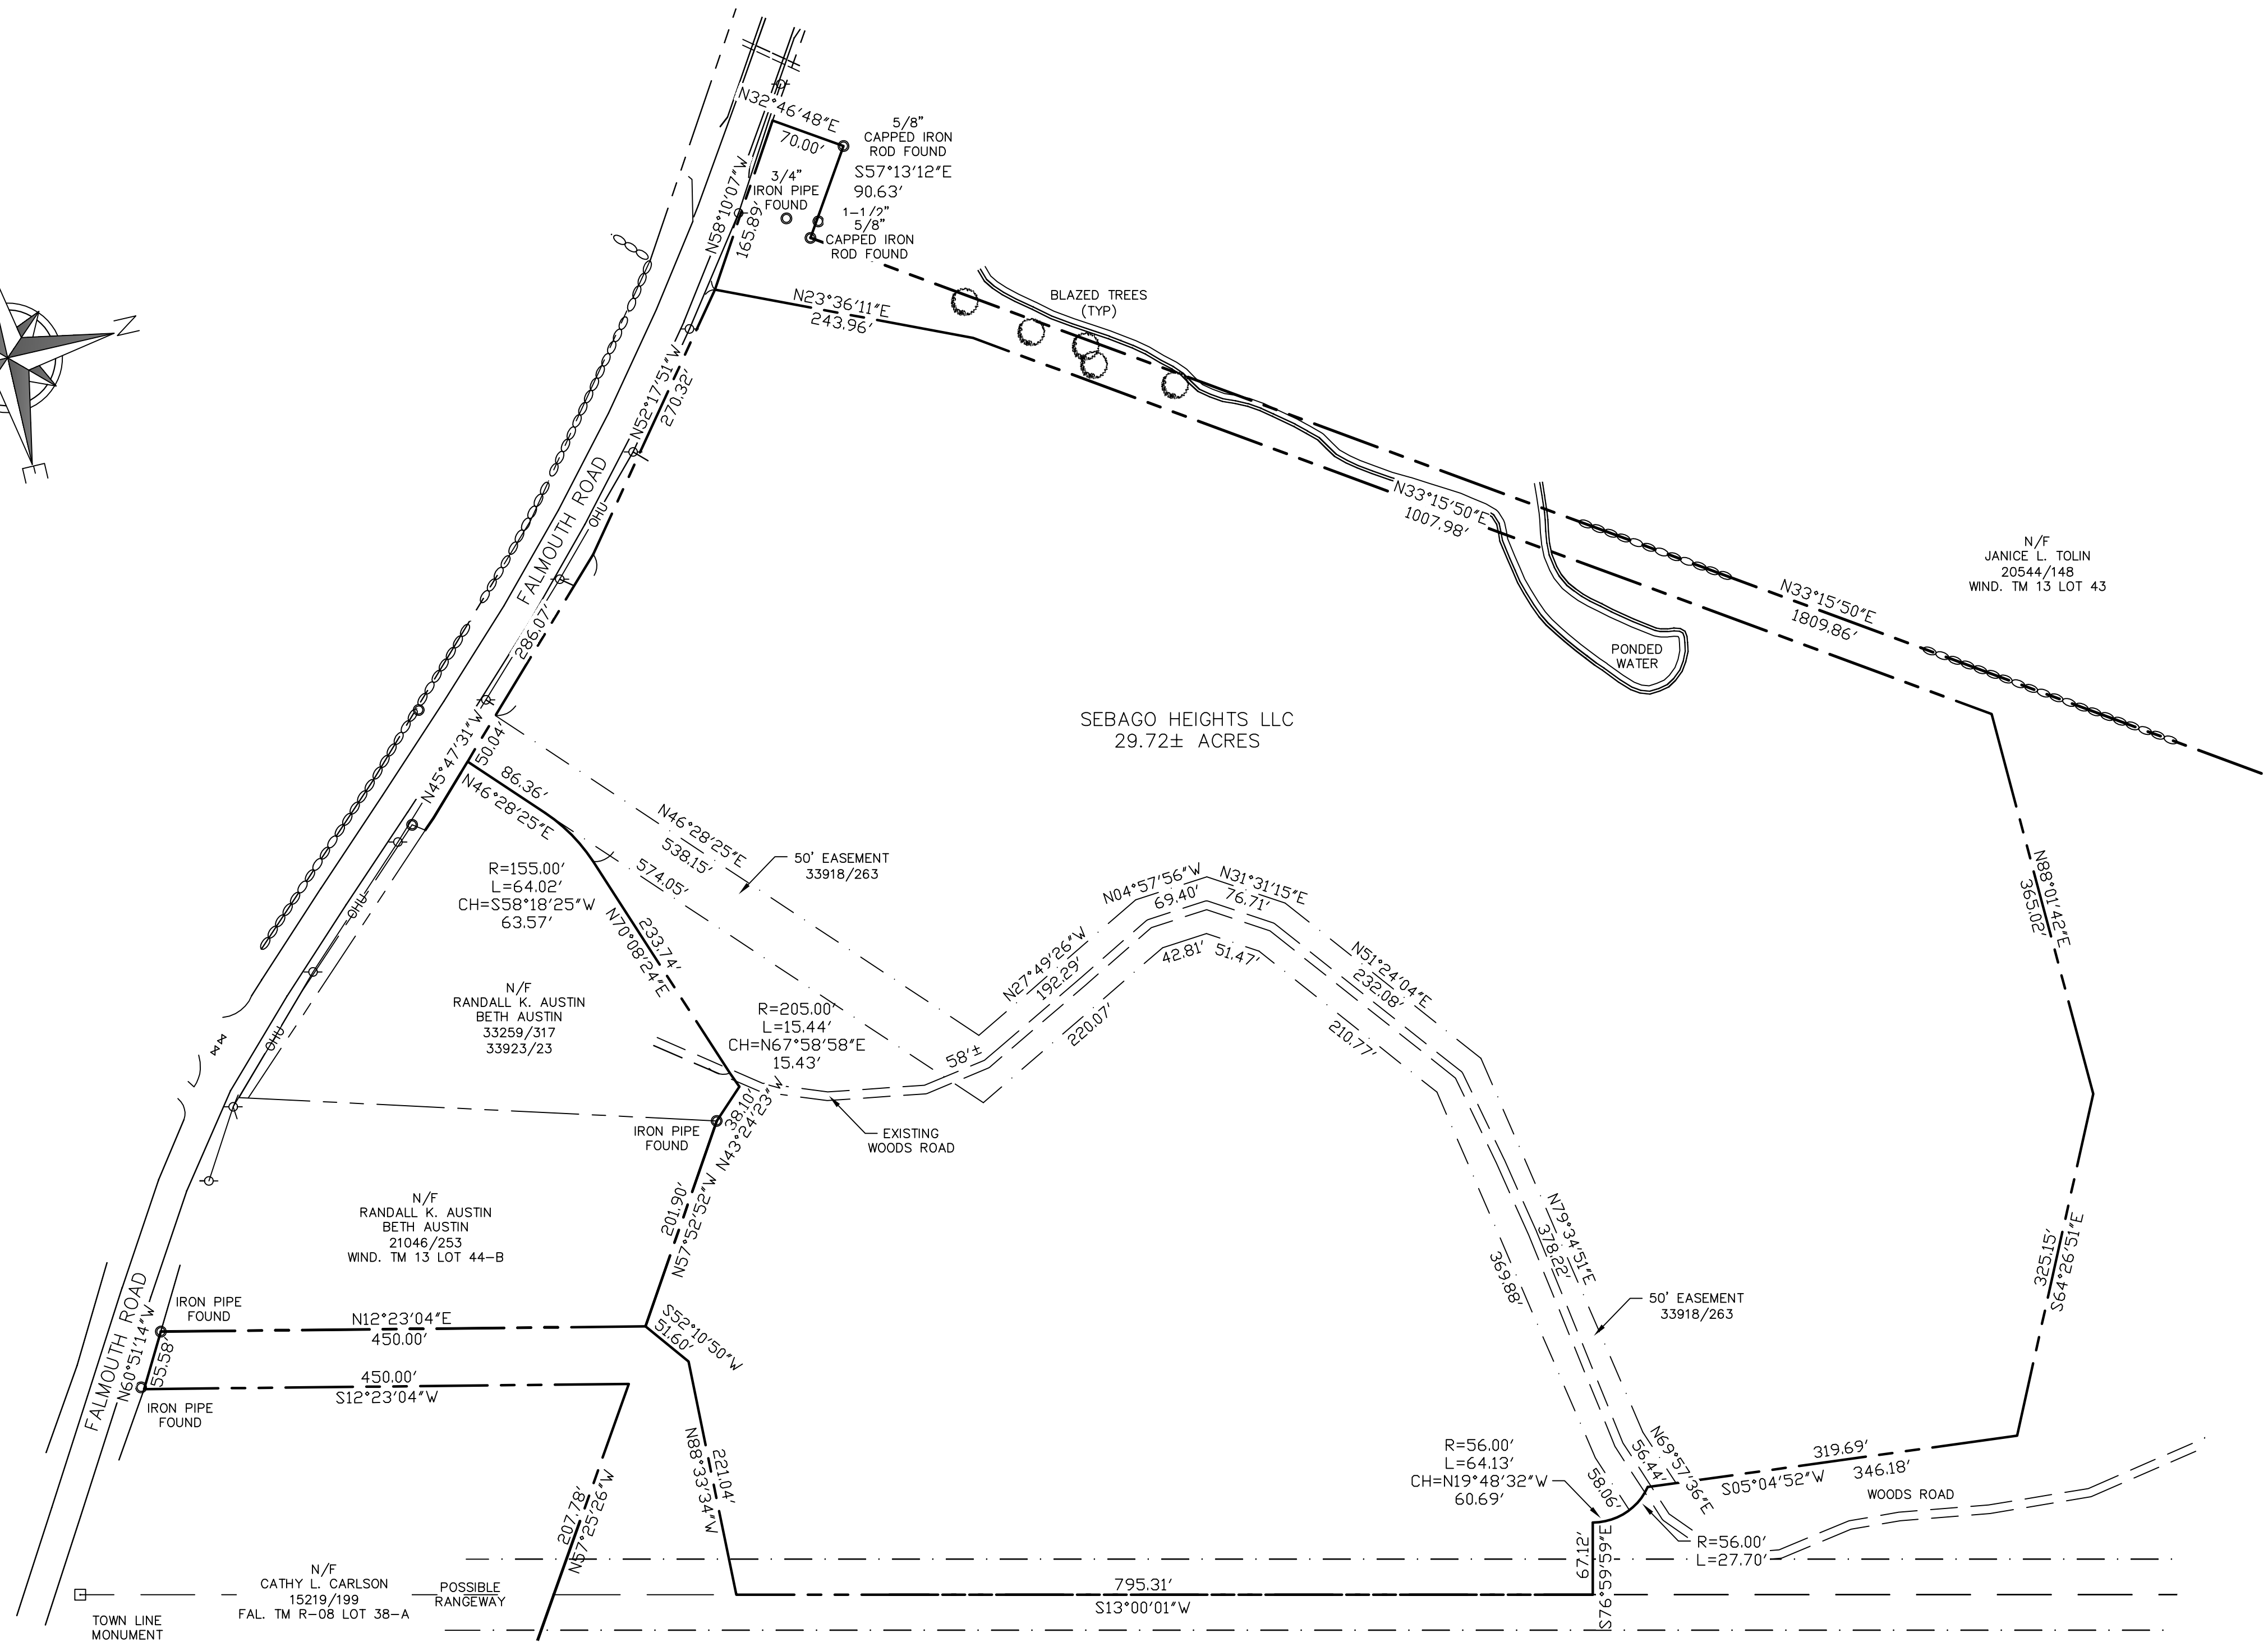 N32°46'48"E
70.00'
5/8"
CAPPED IRON
ROD FOUND
S57°13'12"E
90.63'
3/4"
IRON PIPE
FOUND
1-1/2"
5/8"
CAPPED IRON
ROD FOUND
N58°10'07"W
165.89'
N23°36'11"E
243.96'
BLAZED TREES
(TYP)
N
E
N52°17'51"W
270.32'
FALMOUTH ROAD
OHU
286.07'
N33°15'50"E
1007.98'
N/F
JANICE L. TOLIN
20544/148
WIND. TM 13 LOT 43
N33°15'50"E
1809.86'
PONDED
WATER
SEBAGO HEIGHTS LLC
29.72± ACRES
N45°47'31"W
50.04'
86.36'
N46°28'25"E
N46°28'25"E
538.15'
574.05'
50' EASEMENT
33918/263
R=155.00'
L=64.02'
CH=S58°18'25"W
63.57'
233.74'
N70°08'24"E
N04°57'56"W
69.40'
N31°31'15"E
76.71'
N27°49'26"W
192.29'
42.81'
51.47'
N51°24'04"E
232.08'
N88°01'42"E
365.02'
OHU
N/F
RANDALL K. AUSTIN
BETH AUSTIN
33259/317
33923/23
R=205.00'
L=15.44'
CH=N67°58'58"E
15.43'
58'±
220.07'
210.77'
OHU
38.10'
N43°24'23"W
IRON PIPE
FOUND
EXISTING
WOODS ROAD
N/F
RANDALL K. AUSTIN
BETH AUSTIN
21046/253
WIND. TM 13 LOT 44-B
201.90'
N57°52'52"W
N79°34'51"E
378.22'
369.88'
325.15'
S64°26'51"E
50' EASEMENT
33918/263
FALMOUTH ROAD
IRON PIPE
FOUND
N60°51'14"W
55.58'
N12°23'04"E
450.00'
S52°10'50"W
51.60'
450.00'
S12°23'04"W
IRON PIPE
FOUND
N88°33'34"W
221.04'
207.78'
N57°25'26"W
R=56.00'
L=64.13'
CH=N19°48'32"W
60.69'
N69°57'36"E
56.44'
58.06'
319.69'
S05°04'52"W
346.18'
WOODS ROAD
R=56.00'
L=27.70'
67.12'
S76°59'59"E
795.31'
S13°00'01"W
N/F
CATHY L. CARLSON
15219/199
FAL. TM R-08 LOT 38-A
POSSIBLE
RANGEWAY
TOWN LINE
MONUMENT